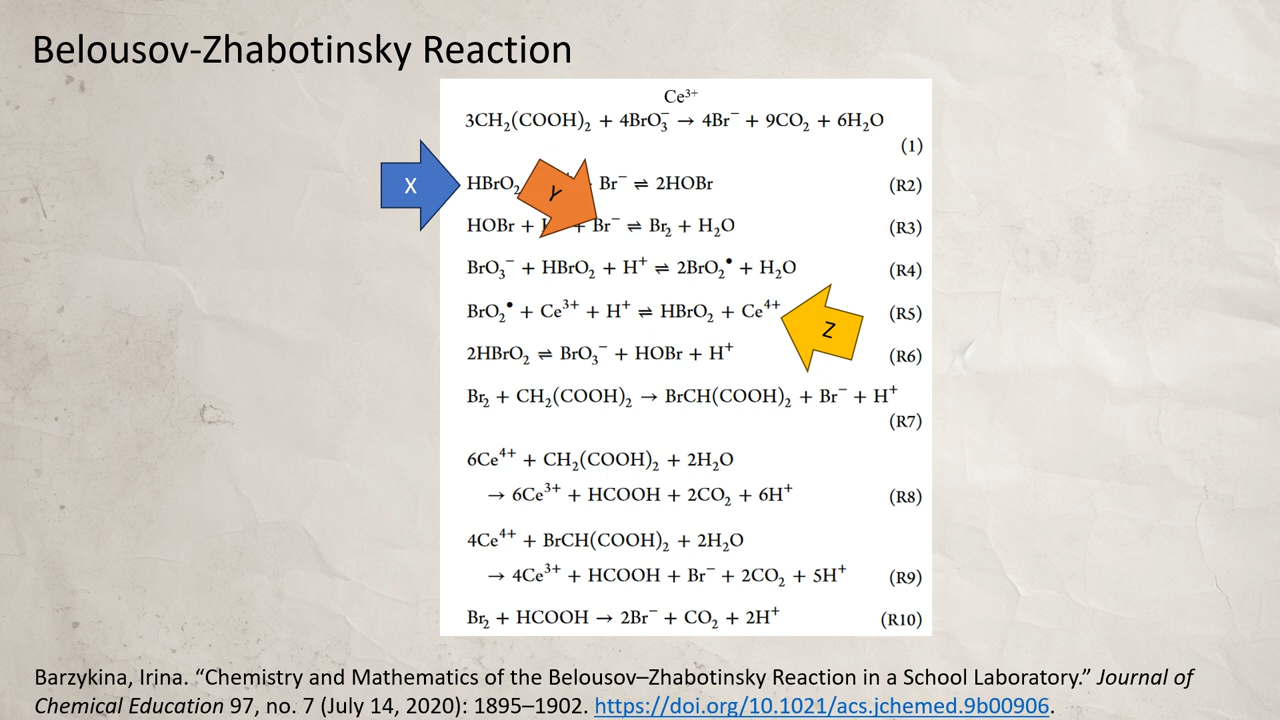 Belousov-Zhabotinsky Reaction
Ce³⁺
3CH₂(COOH)₂ + 4BrO₃⁻ → 4Br⁻ + 9CO₂ + 6H₂O
(1)
X
HBrO₂ Y Br⁻ ⇌ 2HOBr (R2)
HOBr + + Br⁻ ⇌ Br₂ + H₂O (R3)
BrO₃⁻ + HBrO₂ + H⁺ ⇌ 2BrO₂• + H₂O (R4)
BrO₂• + Ce³⁺ + H⁺ ⇌ HBrO₂ + Ce⁴⁺ (R5)
Z
2HBrO₂ ⇌ BrO₃⁻ + HOBr + H⁺ (R6)
Br₂ + CH₂(COOH)₂ → BrCH(COOH)₂ + Br⁻ + H⁺
(R7)
6Ce⁴⁺ + CH₂(COOH)₂ + 2H₂O
→ 6Ce³⁺ + HCOOH + 2CO₂ + 6H⁺ (R8)
4Ce⁴⁺ + BrCH(COOH)₂ + 2H₂O
→ 4Ce³⁺ + HCOOH + Br⁻ + 2CO₂ + 5H⁺ (R9)
Br₂ + HCOOH → 2Br⁻ + CO₂ + 2H⁺ (R10)
Barzykina, Irina. “Chemistry and Mathematics of the Belousov–Zhabotinsky Reaction in a School Laboratory.” Journal of
Chemical Education 97, no. 7 (July 14, 2020): 1895–1902. https://doi.org/10.1021/acs.jchemed.9b00906.